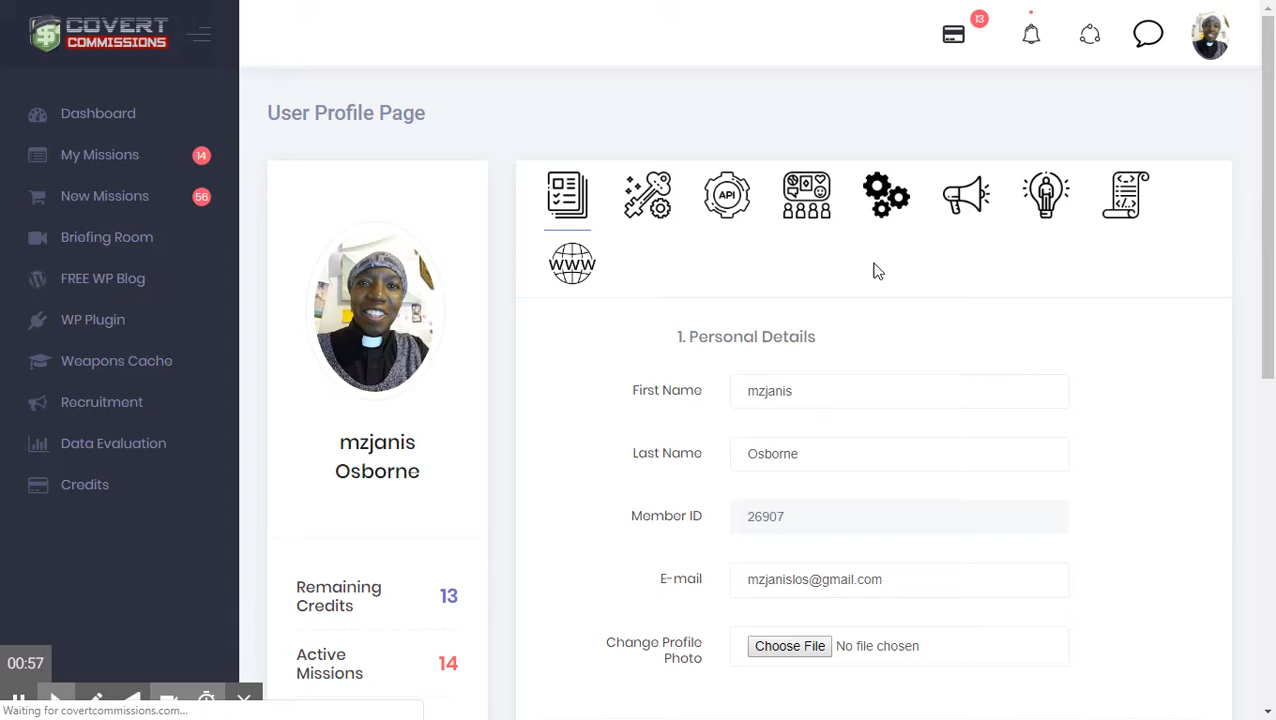 COVERT
COMMISSIONS
13
User Profile Page
Dashboard
My Missions
14
New Missions
56
Briefing Room
FREE WP Blog
WP Plugin
Weapons Cache
Recruitment
Data Evaluation
Credits
mzjanis
Osborne
Remaining
Credits
13
Active
Missions
14
API
WWW
1. Personal Details
First Name
mzjanis
Last Name
Osborne
Member ID
26907
E-mail
mzjanislos@gmail.com
Change Profile
Photo
Choose File
No file chosen
00:57
Waiting for covertcommissions.com...